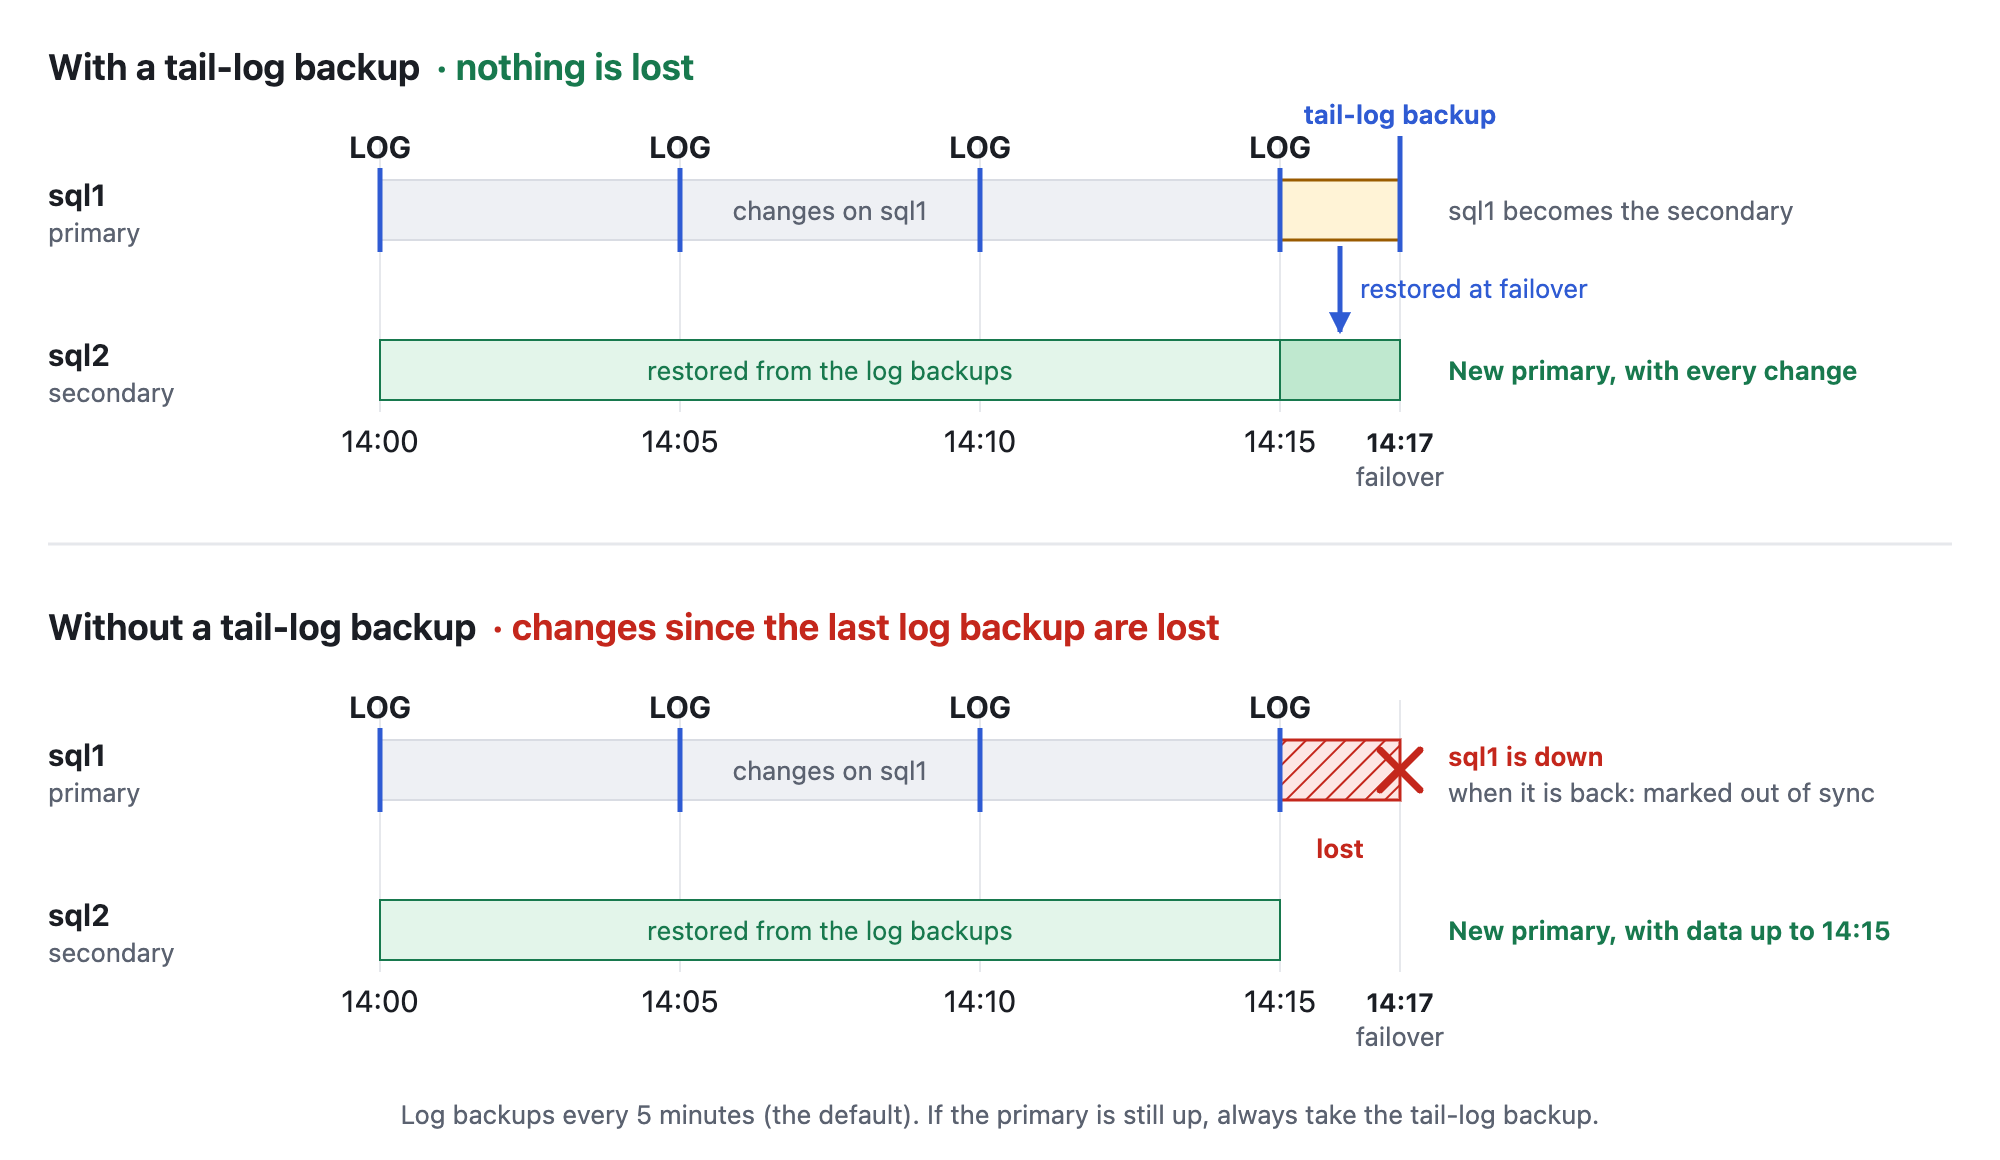 With a tail-log backup · nothing is lost
tail-log backup
LOG LOG LOG LOG
sql1
primary
changes on sql1
sql1 becomes the secondary
restored at failover
sql2
secondary
restored from the log backups
New primary, with every change
14:00 14:05 14:10 14:15 14:17
failover
Without a tail-log backup · changes since the last log backup are lost
LOG LOG LOG LOG
sql1
primary
changes on sql1
sql1 is down
when it is back: marked out of sync
lost
sql2
secondary
restored from the log backups
New primary, with data up to 14:15
14:00 14:05 14:10 14:15 14:17
failover
Log backups every 5 minutes (the default). If the primary is still up, always take the tail-log backup.